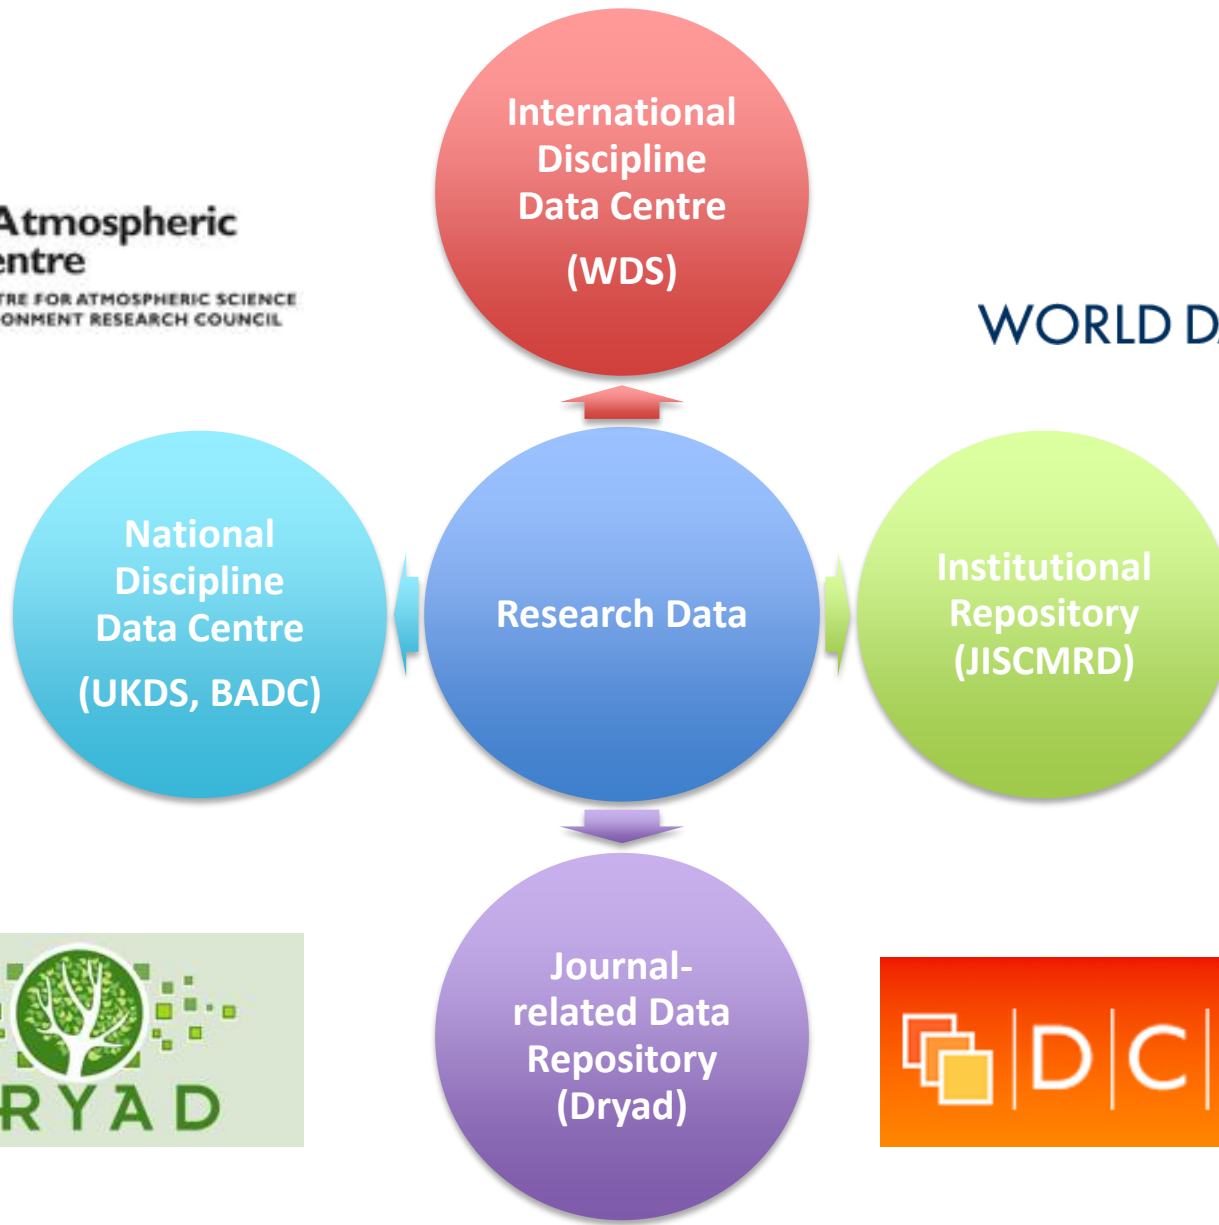 International
Discipline
Data Centre
(WDS)
Atmospheric
entre
TRE FOR ATMOSPHERIC SCIENCE
ONMENT RESEARCH COUNCIL
WORLD DA
National
Discipline
Data Centre
(UKDS, BADC)
Research Data
Institutional
Repository
(JISCMRD)
Journal-
related Data
Repository
(Dryad)
RYAD
D|C|